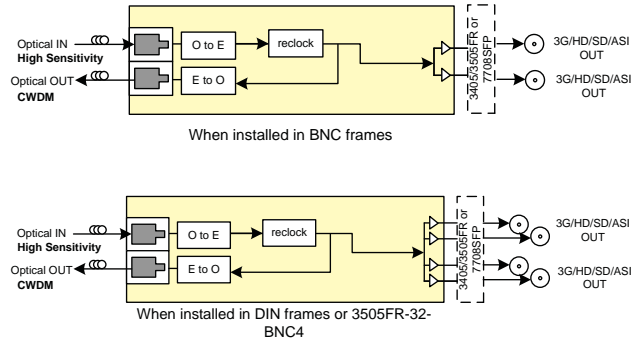 Optical IN
High Sensitivity
Optical OUT
CWDM
O to E
reclock
E to O
3405/3505FR or
7708SFP
3G/HD/SD/ASI
OUT
3G/HD/SD/ASI
OUT
When installed in BNC frames
Optical IN
High Sensitivity
Optical OUT
CWDM
O to E
reclock
E to O
3405/3505FR or
7708SFP
3G/HD/SD/ASI
OUT
3G/HD/SD/ASI
OUT
When installed in DIN frames or 3505FR-32-
BNC4